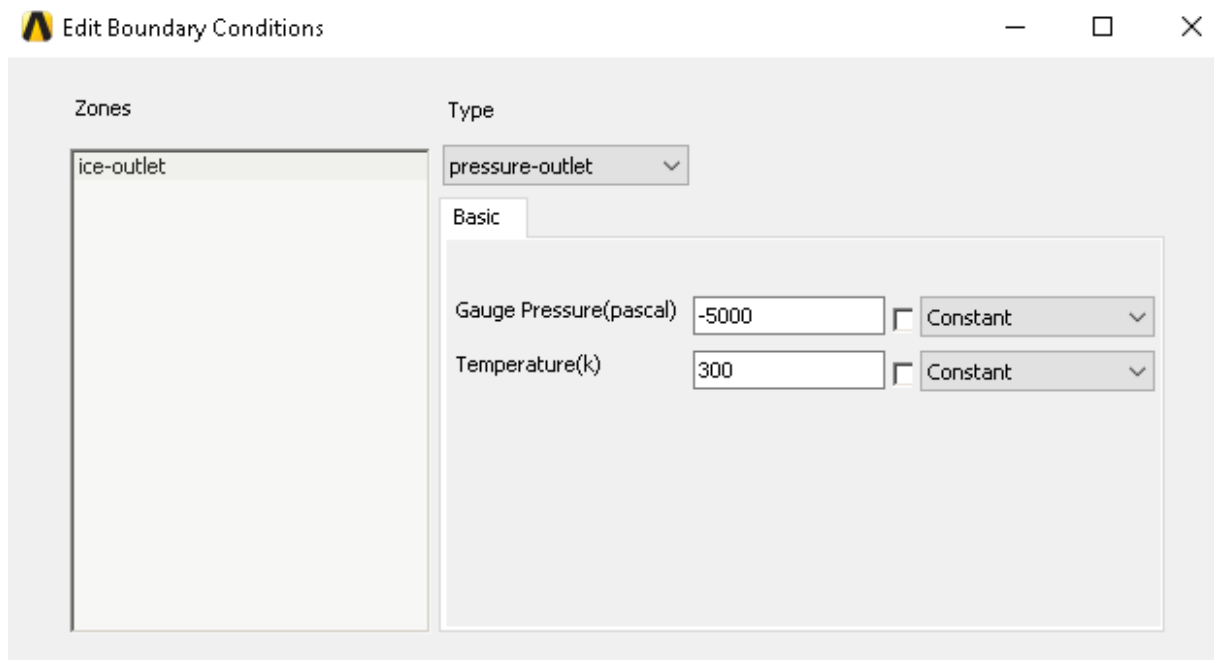 Edit Boundary Conditions
Zones
ice-outlet
Type
pressure-outlet
Basic
Gauge Pressure(pascal) -5000 Constant
Temperature(k) 300 Constant